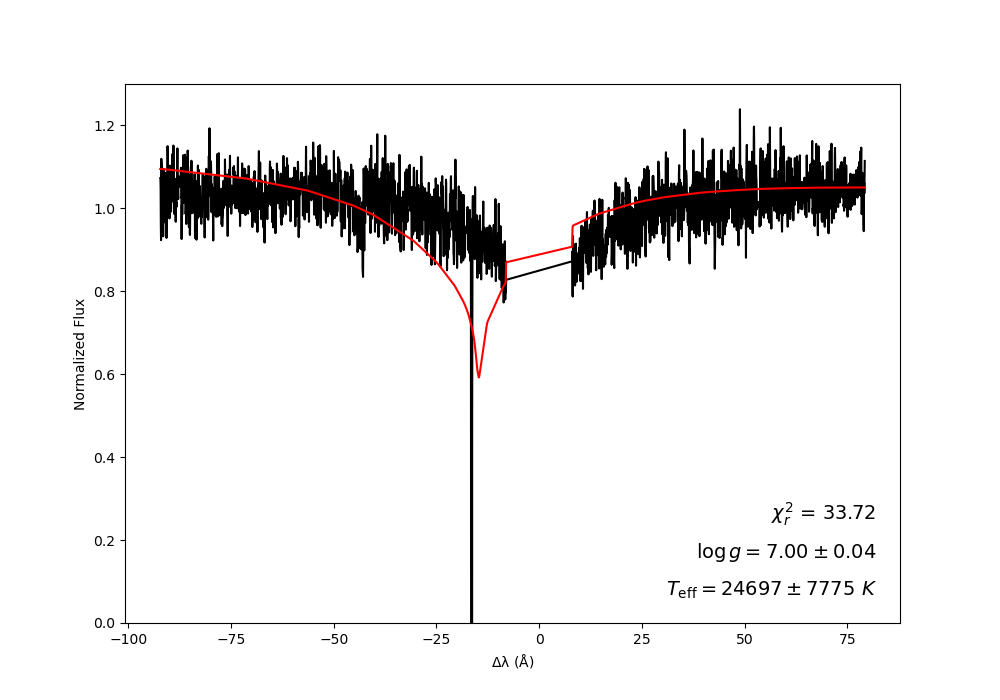 1.2
1.0
0.8
0.6
0.4
0.2
0.0
Normalized Flux
χ²ᵣ = 33.72
log g = 7.00 ± 0.04
T_eff = 24697 ± 7775 K
−100 −75 −50 −25 0 25 50 75
Δλ (Å)